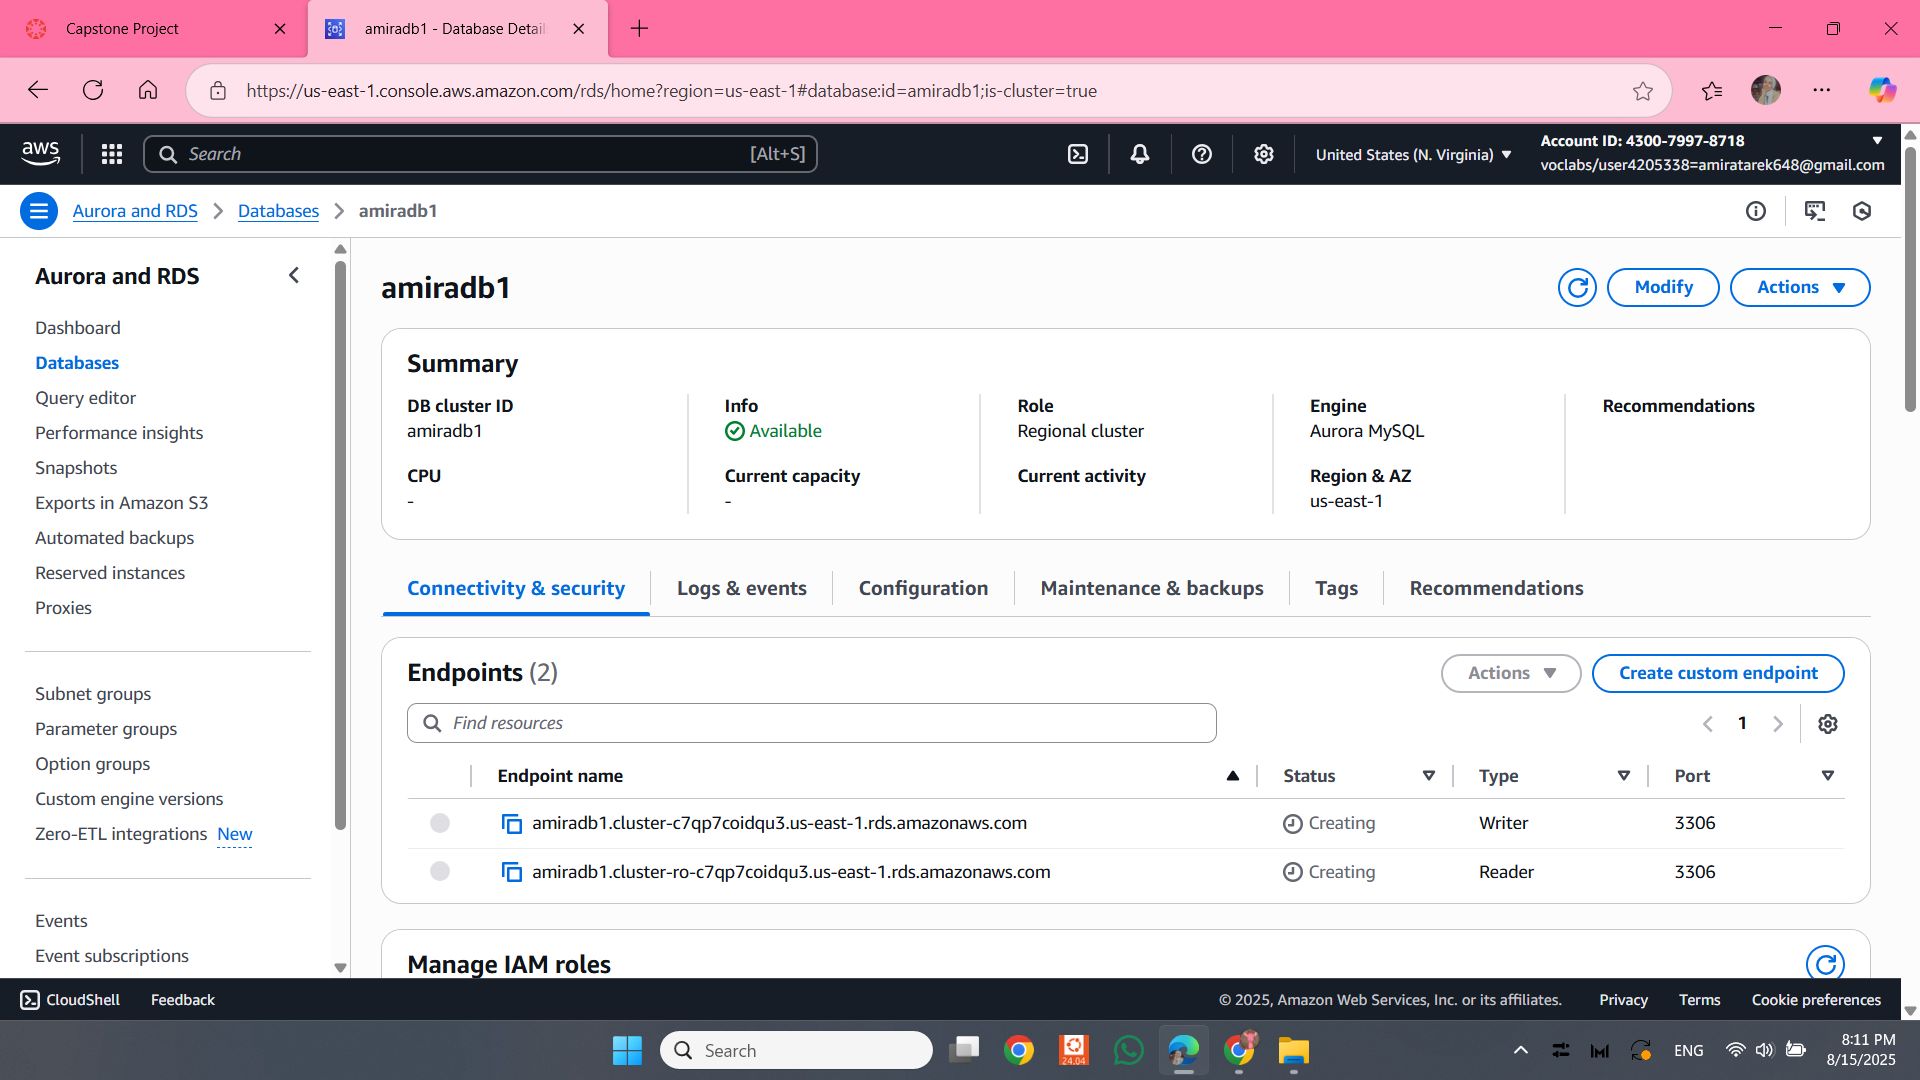 Capstone Project
amiradb1 - Database Detail
https://us-east-1.console.aws.amazon.com/rds/home?region=us-east-1#database:id=amiradb1;is-cluster=true
aws
Search [Alt+S]
United States (N. Virginia)
Account ID: 4300-7997-8718
voclabs/user4205338=amiratarek648@gmail.com
Aurora and RDS
Databases
amiradb1
Aurora and RDS
Dashboard
Databases
Query editor
Performance insights
Snapshots
Exports in Amazon S3
Automated backups
Reserved instances
Proxies
Subnet groups
Parameter groups
Option groups
Custom engine versions
Zero-ETL integrations New
Events
Event subscriptions
amiradb1
Modify
Actions
Summary
DB cluster ID
amiradb1
CPU
-
Info
Available
Current capacity
-
Role
Regional cluster
Current activity
Engine
Aurora MySQL
Region & AZ
us-east-1
Recommendations
Connectivity & security
Logs & events
Configuration
Maintenance & backups
Tags
Recommendations
Endpoints (2)
Actions
Create custom endpoint
Find resources
1
Endpoint name Status Type Port
amiradb1.cluster-c7qp7coidqu3.us-east-1.rds.amazonaws.com Creating Writer 3306
amiradb1.cluster-ro-c7qp7coidqu3.us-east-1.rds.amazonaws.com Creating Reader 3306
Manage IAM roles
CloudShell
Feedback
© 2025, Amazon Web Services, Inc. or its affiliates.
Privacy
Terms
Cookie preferences
Search
24.04
ENG
8:11 PM
8/15/2025